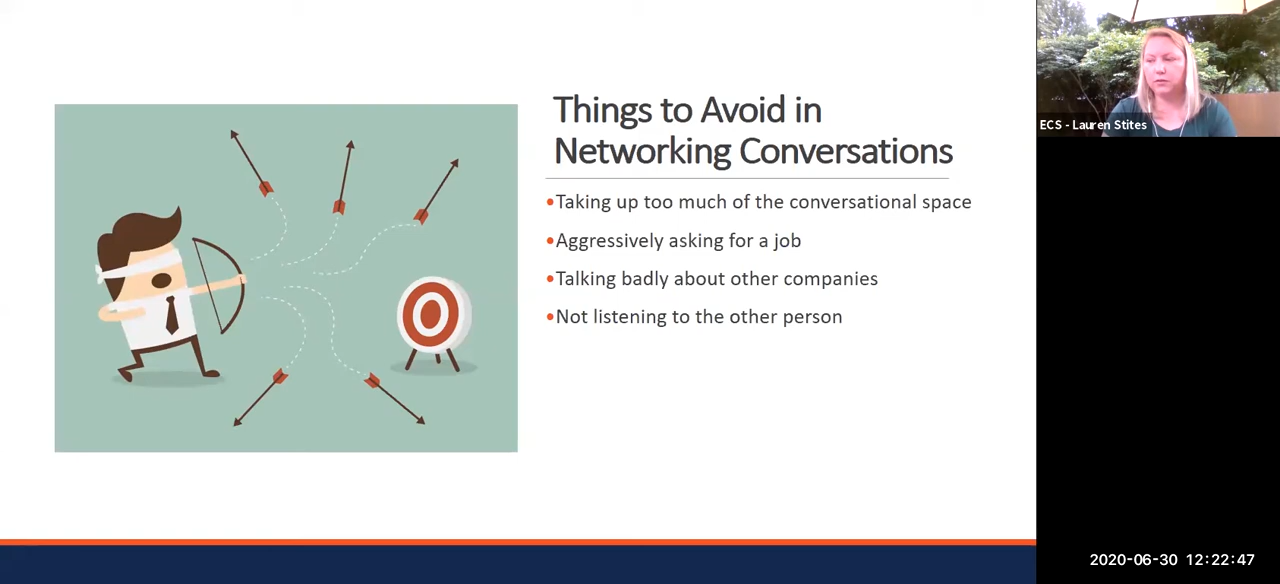 Things to Avoid in
Networking Conversations
•Taking up too much of the conversational space
•Aggressively asking for a job
•Talking badly about other companies
•Not listening to the other person
ECS - Lauren Stites
2020-06-30 12:22:47